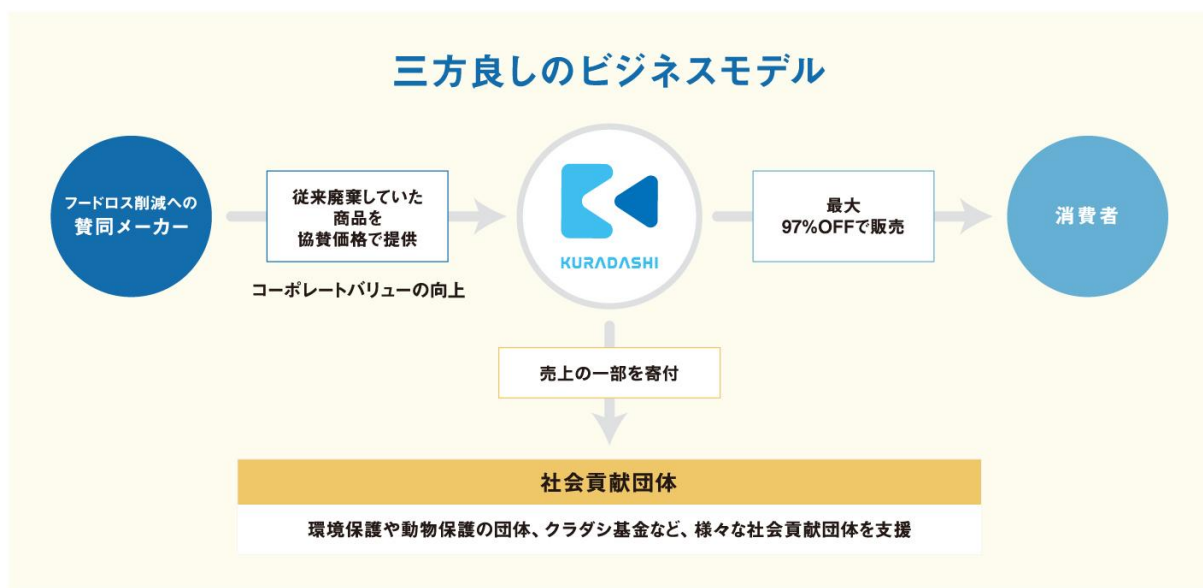 三方良しのビジネスモデル
フードロス削減への
賛同メーカー
従来廃棄していた
商品を
協賛価格で提供
コーポレートバリューの向上
KURADASHI
最大
97%OFFで販売
消費者
売上の一部を寄付
社会貢献団体
環境保護や動物保護の団体、クラダシ基金など、様々な社会貢献団体を支援